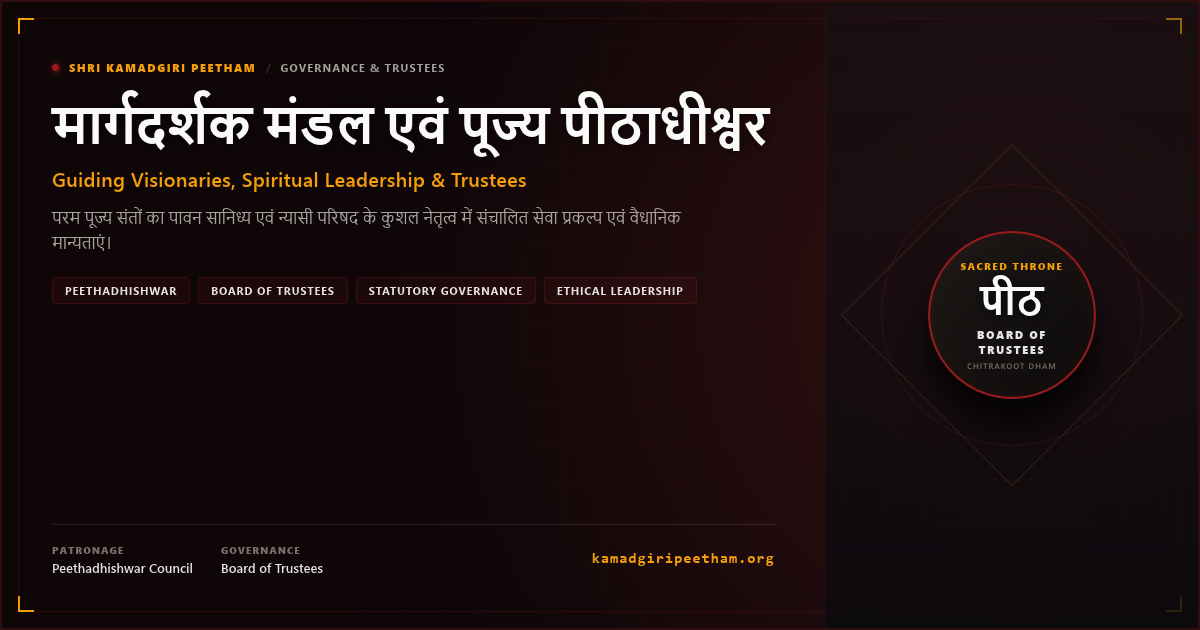 SHRI KAMADGIRI PEETHAM / GOVERNANCE & TRUSTEES
मार्गदर्शक मंडल एवं पूज्य पीठाधीश्वर
Guiding Visionaries, Spiritual Leadership & Trustees
परम पूज्य संतों का पावन सानिध्य एवं न्यासी परिषद के कुशल नेतृत्व में संचालित सेवा प्रकल्प एवं वैधानिक
मान्यताएं।
PEETHADHISHWAR BOARD OF TRUSTEES STATUTORY GOVERNANCE ETHICAL LEADERSHIP
SACRED THRONE
पीठ
BOARD OF
TRUSTEES
CHITRAKOOT DHAM
PATRONAGE GOVERNANCE
Peethadhishwar Council Board of Trustees
kamadgiripeetham.org